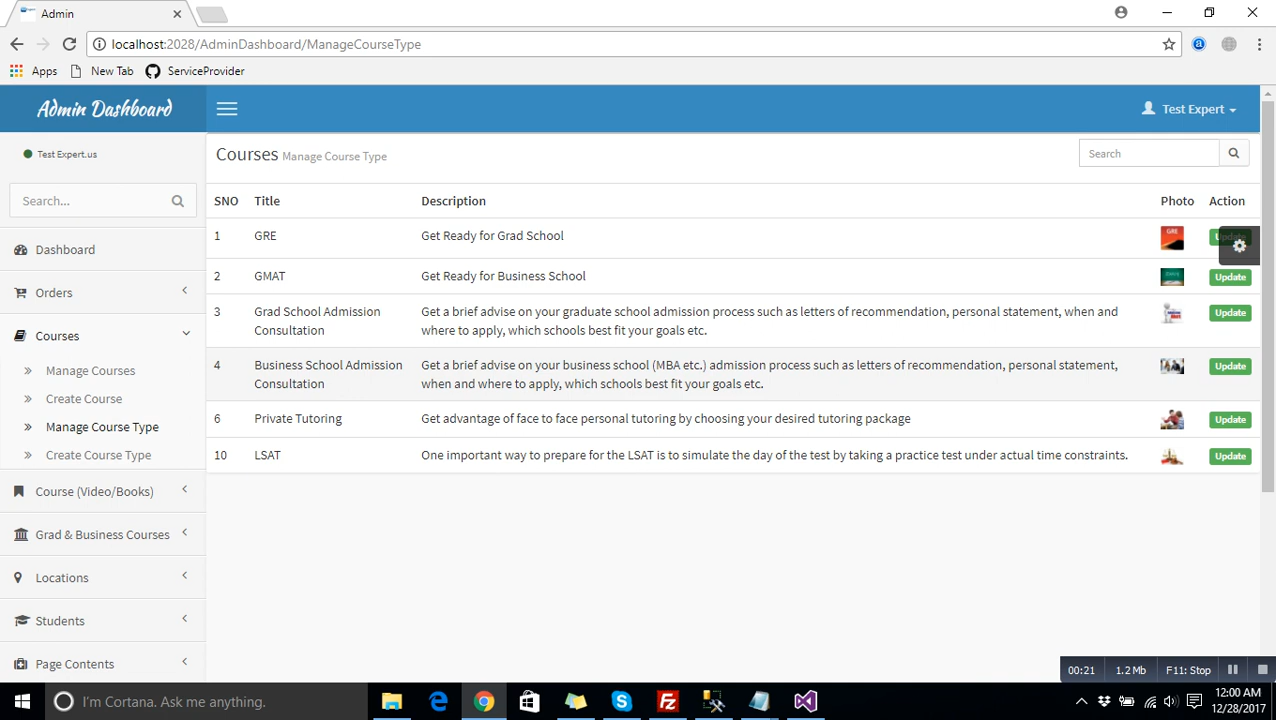 Admin
localhost:2028/AdminDashboard/ManageCourseType
Apps New Tab ServiceProvider
Admin Dashboard
Test Expert
Test Expert.us
Courses Manage Course Type
Search
Search...
SNO Title Description Photo Action
1 GRE Get Ready for Grad School
2 GMAT Get Ready for Business School Update
3 Grad School Admission Consultation Get a brief advise on your graduate school admission process such as letters of recommendation, personal statement, when and where to apply, which schools best fit your goals etc. Update
4 Business School Admission Consultation Get a brief advise on your business school (MBA etc.) admission process such as letters of recommendation, personal statement, when and where to apply, which schools best fit your goals etc. Update
6 Private Tutoring Get advantage of face to face personal tutoring by choosing your desired tutoring package Update
10 LSAT One important way to prepare for the LSAT is to simulate the day of the test by taking a practice test under actual time constraints. Update
Dashboard
Orders
Courses
Manage Courses
Create Course
Manage Course Type
Create Course Type
Course (Video/Books)
Grad & Business Courses
Locations
Students
Page Contents
00:21 1.2 Mb F11: Stop
I'm Cortana. Ask me anything.
12:00 AM
12/28/2017